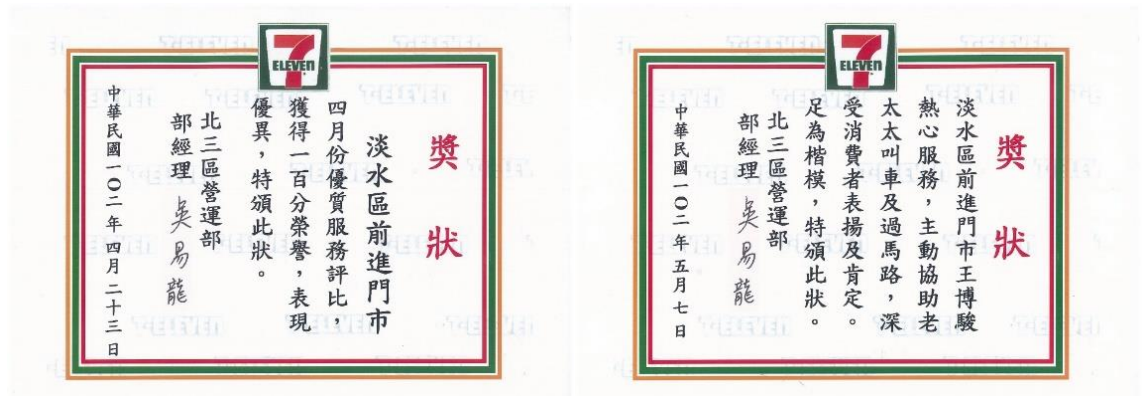 7
ELEVEN
獎狀
淡水區前進門市
四月份優質服務評比，
獲得一百分榮譽，表現
優異，特頒此狀。
北三區營運部
部經理 吳易龍
中華民國一〇二年四月二十三日
7
ELEVEN
獎狀
淡水區前進門市王博駿
熱心服務，主動協助老
太太叫車及過馬路，深
受消費者表揚及肯定。
足為楷模，特頒此狀。
北三區營運部
部經理 吳易龍
中華民國一〇二年五月七日